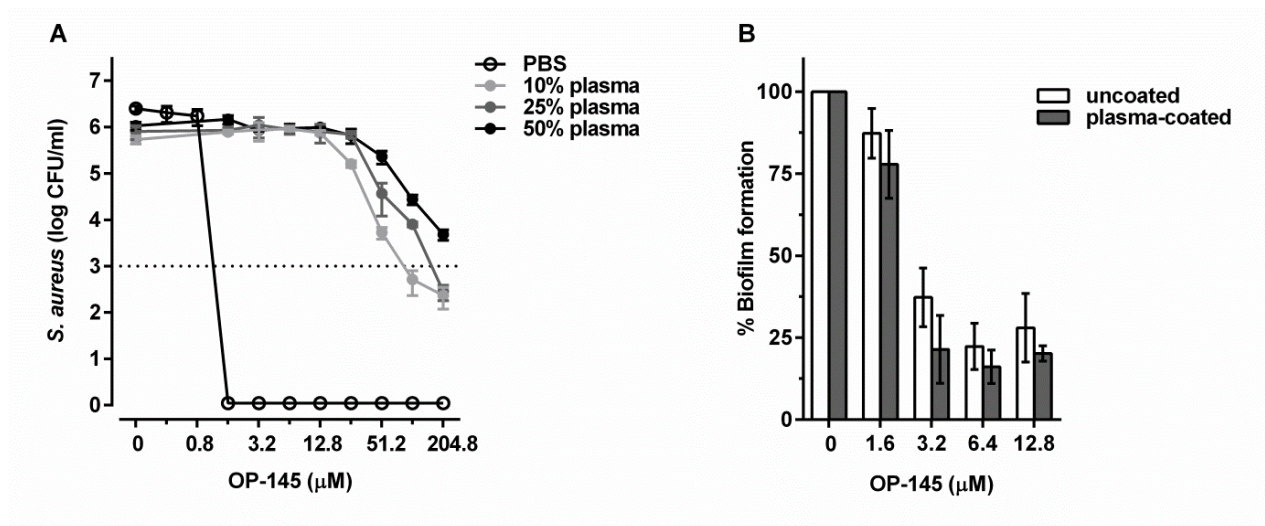 A
S. aureus (log CFU/ml)
7
6
5
4
3
2
1
0
0 0.8 3.2 12.8 51.2 204.8
OP-145 (μM)
PBS
10% plasma
25% plasma
50% plasma
B
% Biofilm formation
100
75
50
25
0
0 1.6 3.2 6.4 12.8
OP-145 (μM)
uncoated
plasma-coated